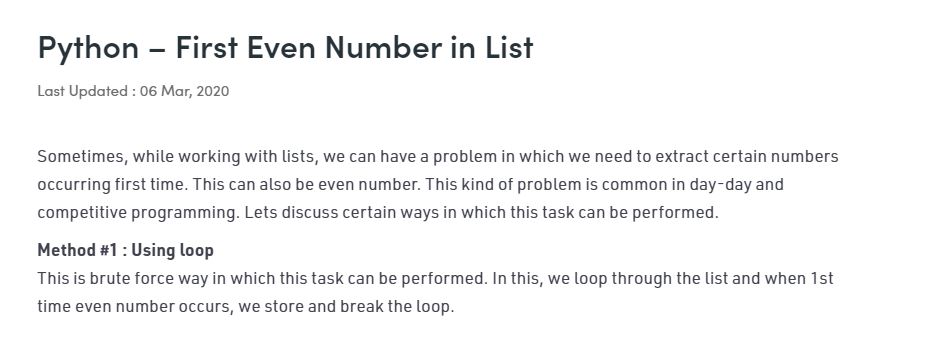 Python – First Even Number in List
Last Updated : 06 Mar, 2020
Sometimes, while working with lists, we can have a problem in which we need to extract certain numbers
occurring first time. This can also be even number. This kind of problem is common in day-day and
competitive programming. Lets discuss certain ways in which this task can be performed.
Method #1 : Using loop
This is brute force way in which this task can be performed. In this, we loop through the list and when 1st
time even number occurs, we store and break the loop.